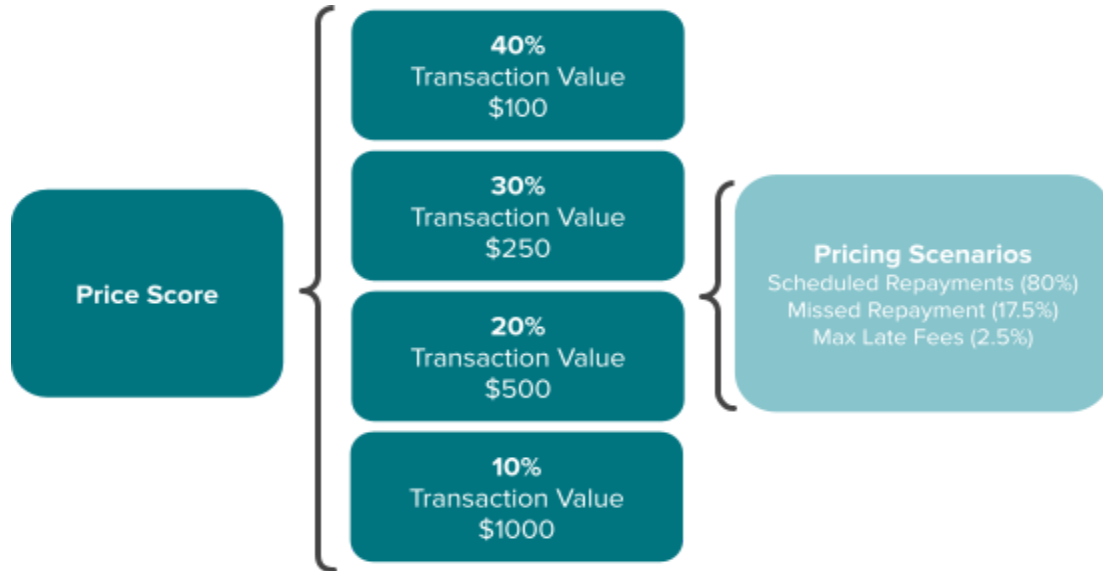 Price Score
40%
Transaction Value
$100
30%
Transaction Value
$250
20%
Transaction Value
$500
10%
Transaction Value
$1000
Pricing Scenarios
Scheduled Repayments (80%)
Missed Repayment (17.5%)
Max Late Fees (2.5%)